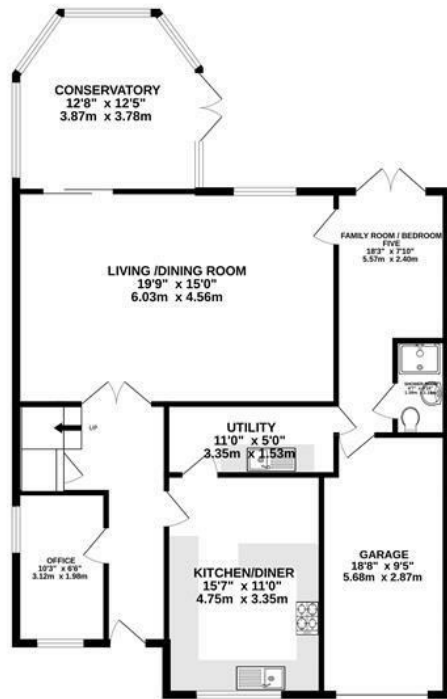 CONSERVATORY
12'8" x 12'5"
3.87m x 3.78m
LIVING /DINING ROOM
19'9" x 15'0"
6.03m x 4.56m
FAMILY ROOM / BEDROOM
FIVE
18'3" x 7'10"
5.57m x 2.40m
SHOWER ROOM
UP
UTILITY
11'0" x 5'0"
3.35m x 1.53m
OFFICE
10'3" x 6'6"
3.12m x 1.98m
KITCHEN/DINER
15'7" x 11'0"
4.75m x 3.35m
GARAGE
18'8" x 9'5"
5.68m x 2.87m